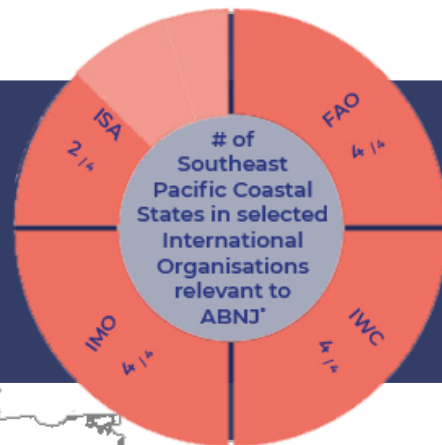 # of
Southeast
Pacific Coastal
States in selected
International
Organisations
relevant to
ABNJ*
FAO
4/4
IWC
4/4
IMO
4/4
ISA
2/4